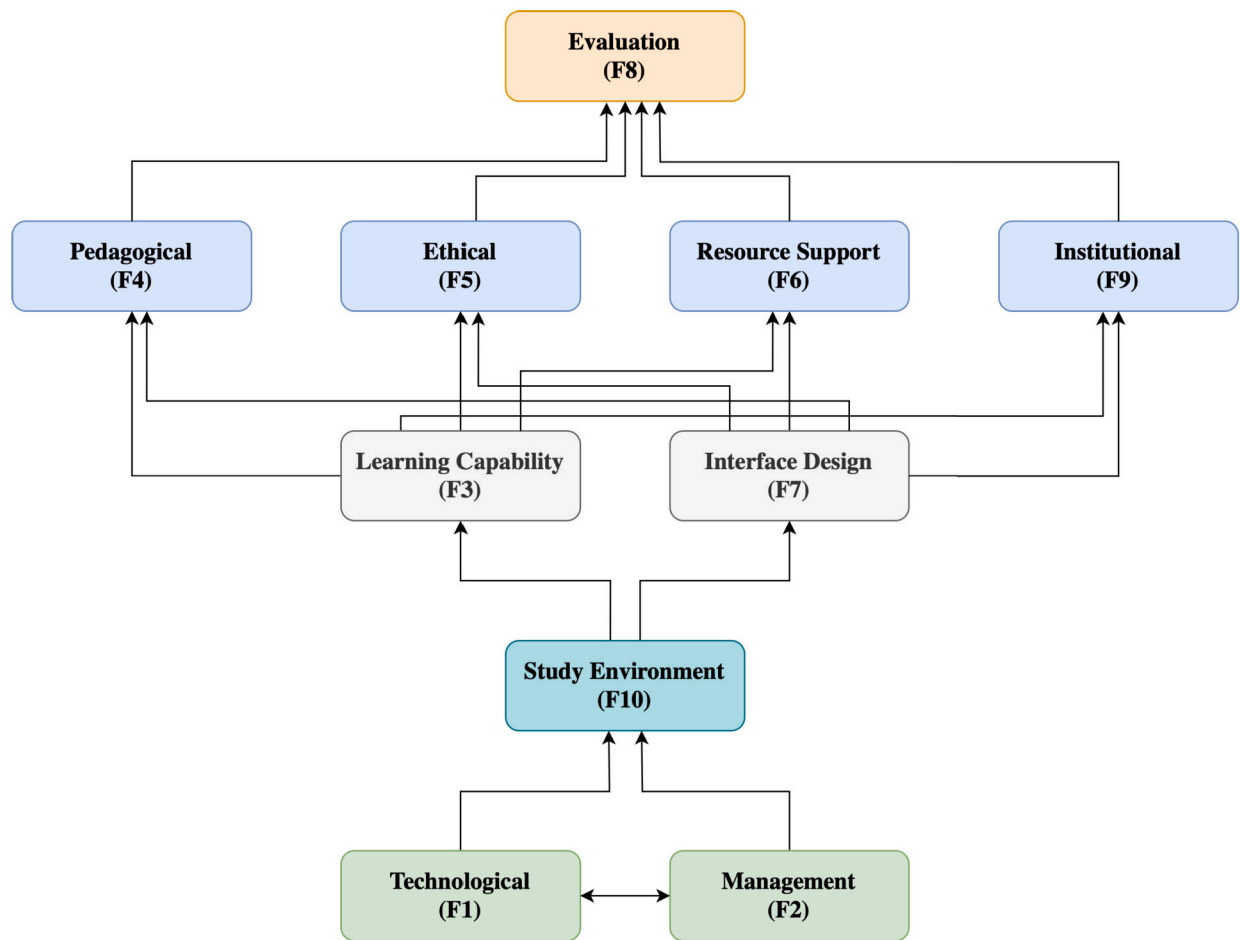 Evaluation
(F8)
Pedagogical
(F4)
Ethical
(F5)
Resource Support
(F6)
Institutional
(F9)
Learning Capability
(F3)
Interface Design
(F7)
Study Environment
(F10)
Technological
(F1)
Management
(F2)